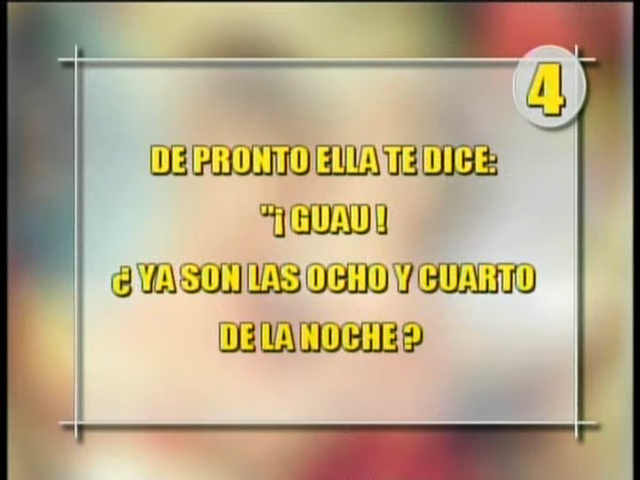 4
DE PRONTO ELLA TE DICE:
"¡ GUAU !
¿ YA SON LAS OCHO Y CUARTO
DE LA NOCHE ?